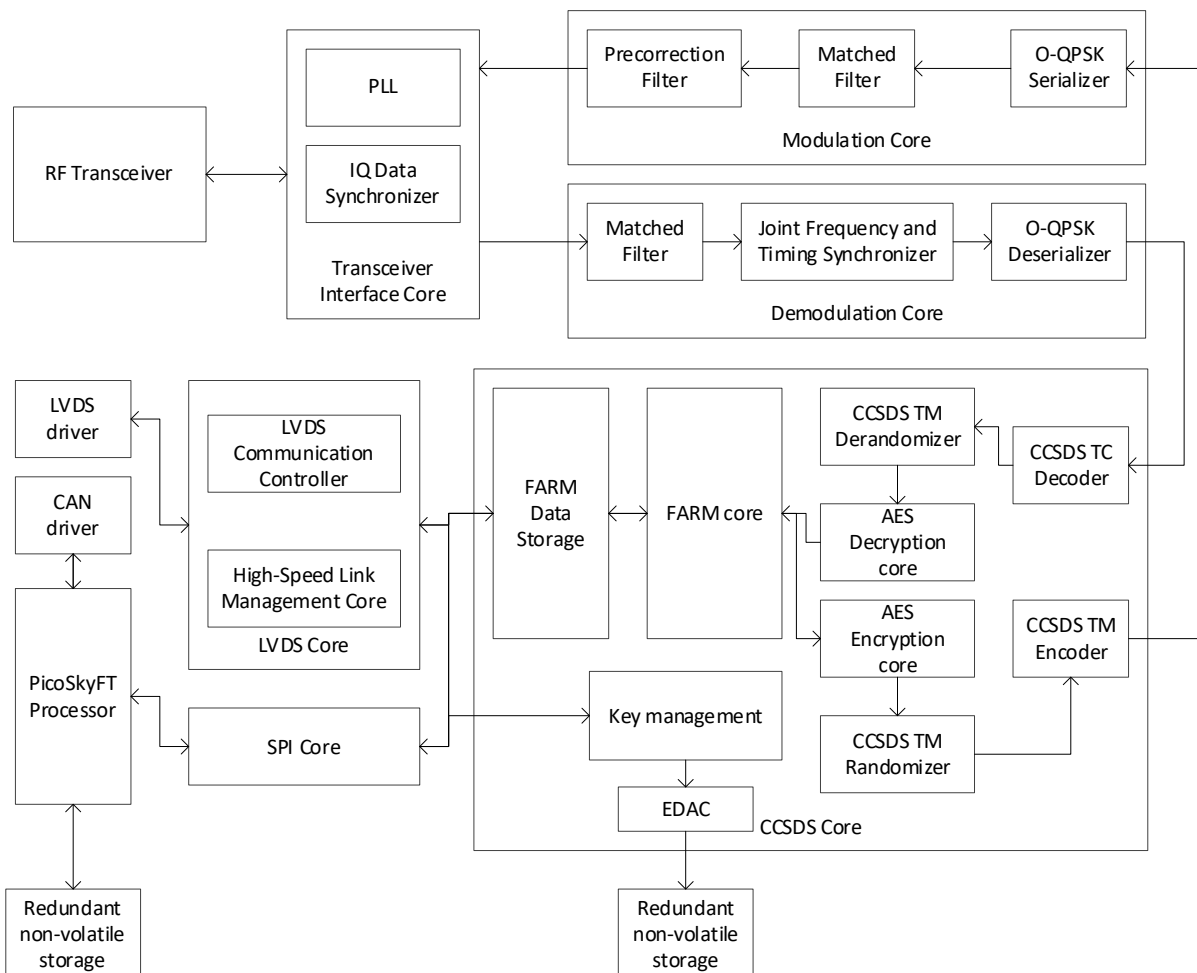 PLL
IQ Data
Synchronizer
Transceiver
Interface Core
RF Transceiver
Precorrection
Filter
Matched
Filter
O-QPSK
Serializer
Modulation Core
Matched
Filter
Joint Frequency and
Timing Synchronizer
O-QPSK
Deserializer
Demodulation Core
LVDS
driver
CAN
driver
PicoSkyFT
Processor
LVDS
Communication
Controller
High-Speed Link
Management Core
LVDS Core
SPI Core
FARM
Data
Storage
FARM core
CCSDS TM
Derandomizer
CCSDS TC
Decoder
AES
Decryption
core
AES
Encryption
core
CCSDS TM
Encoder
Key management
CCSDS TM
Randomizer
EDAC
CCSDS Core
Redundant
non-volatile
storage
Redundant
non-volatile
storage